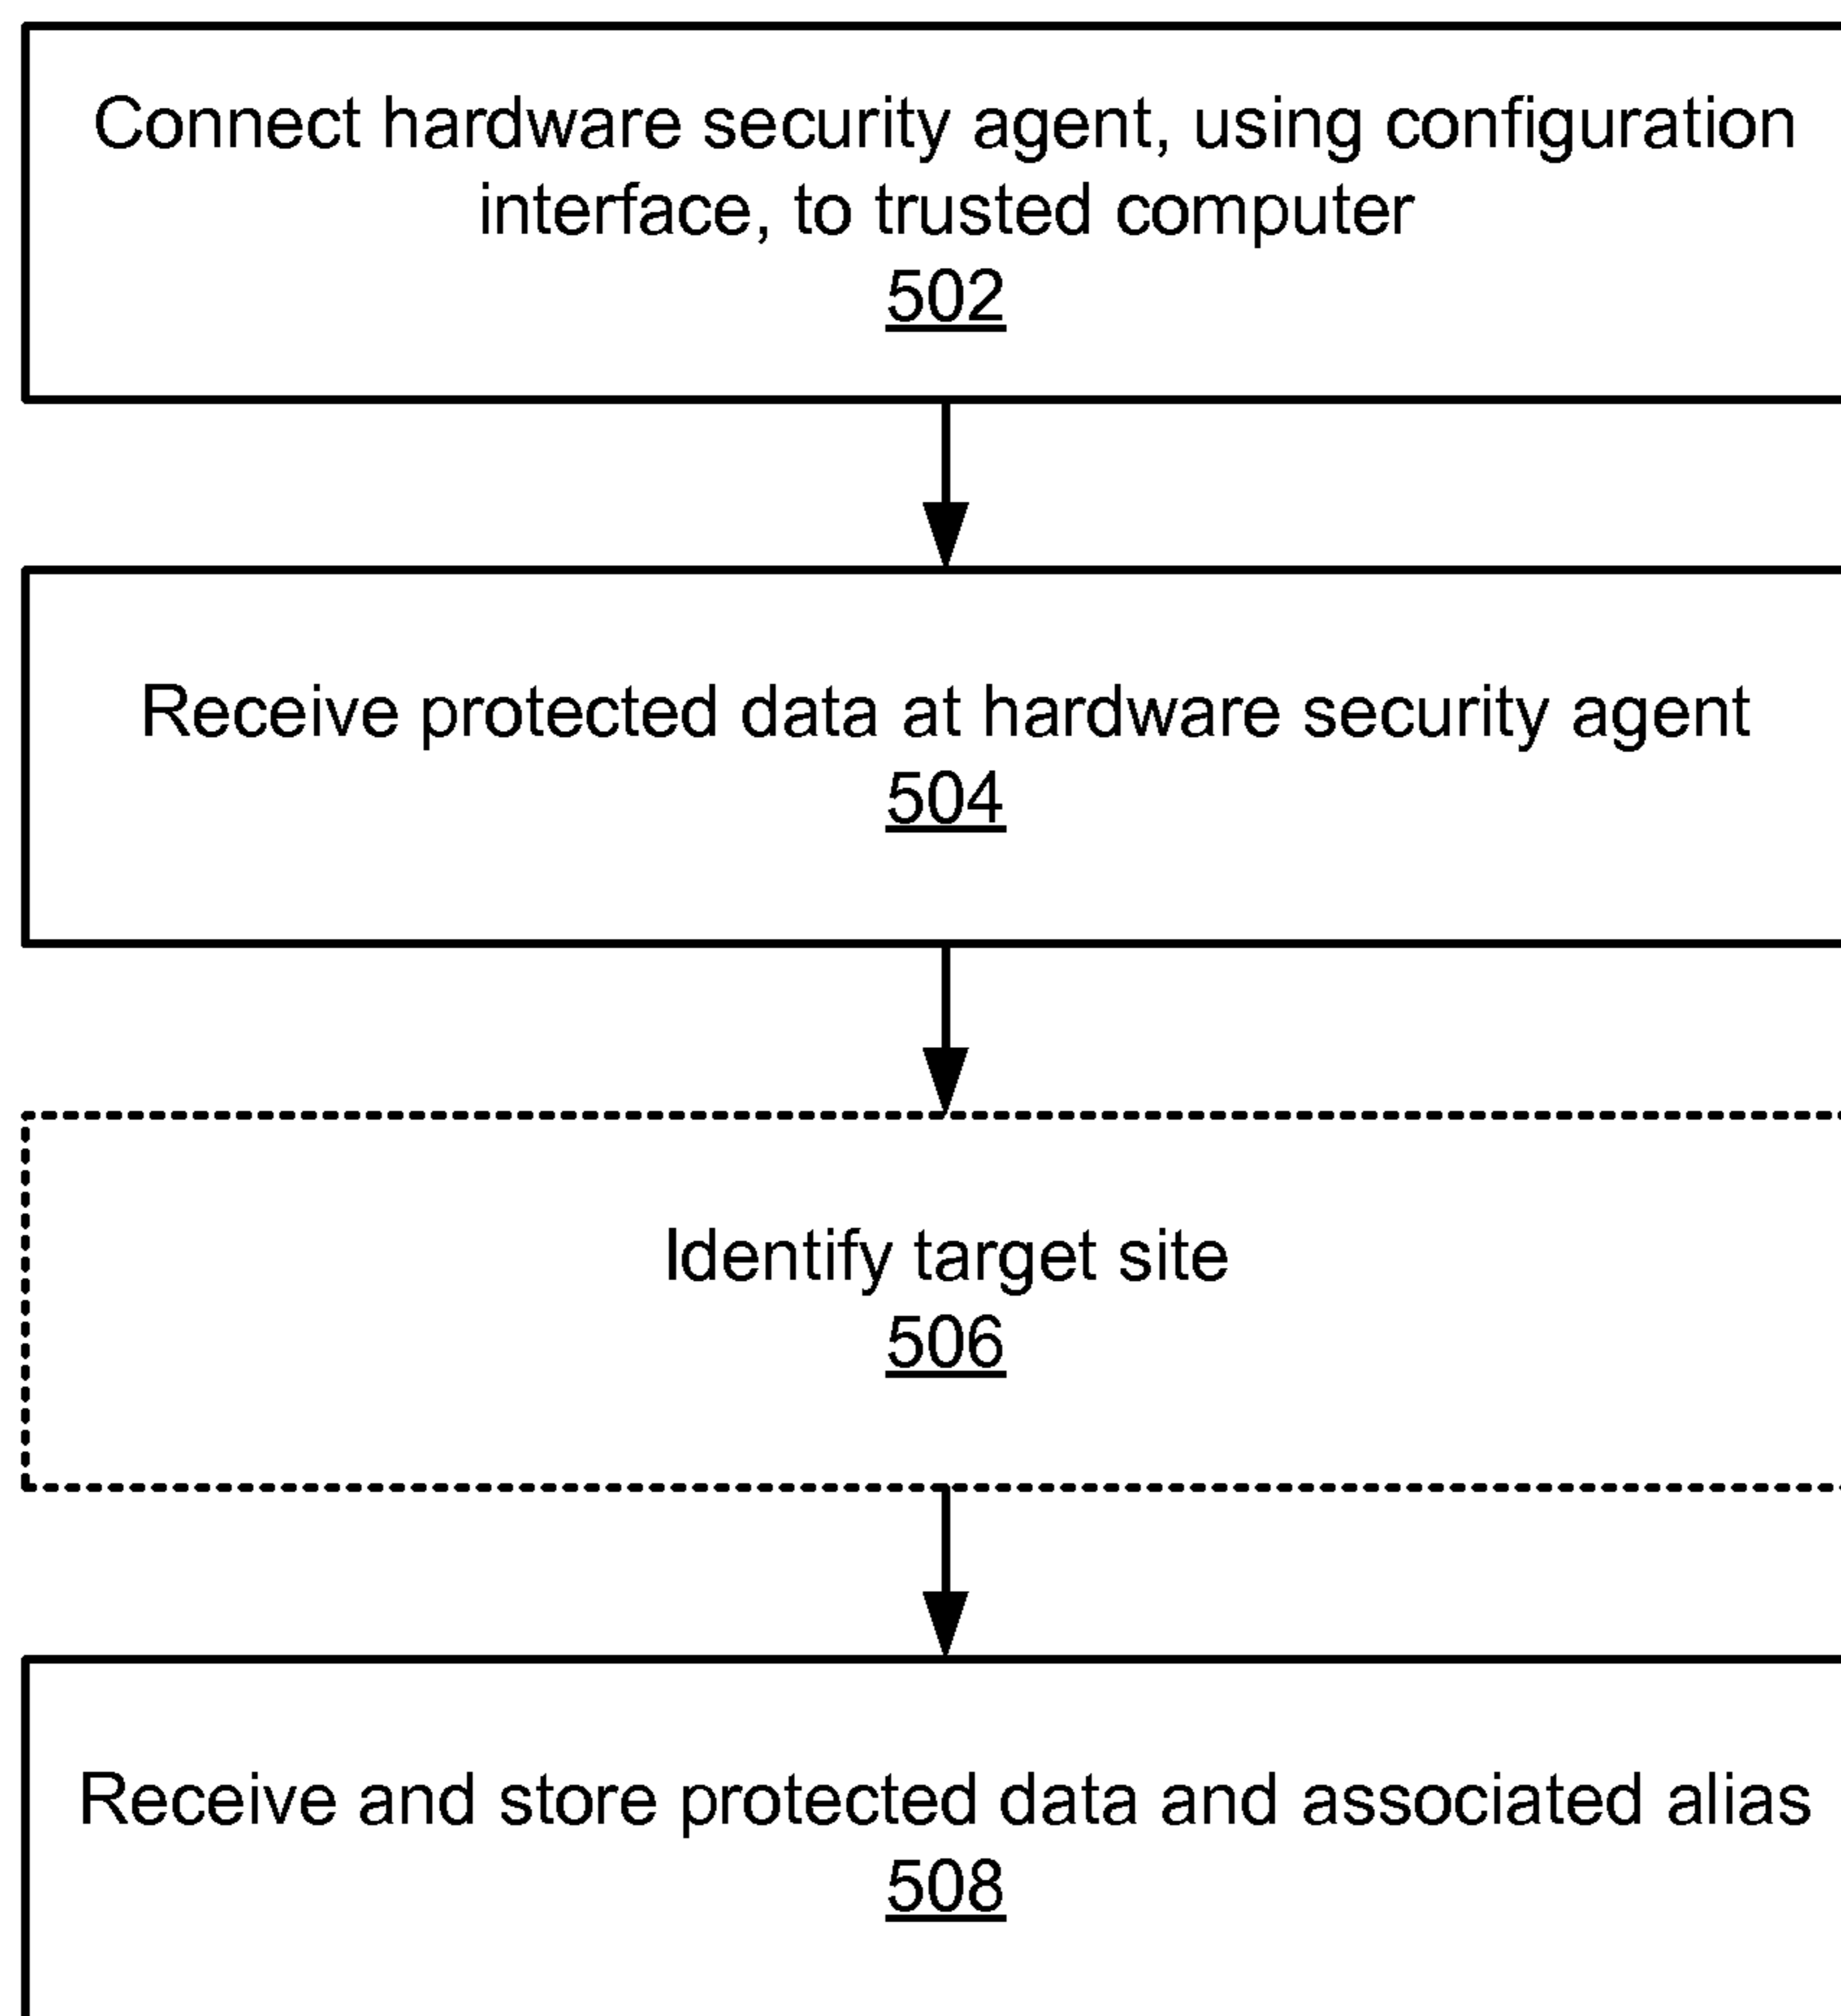 Connect hardware security agent, using configuration
interface, to trusted computer
502
Receive protected data at hardware security agent
504
Identify target site
506
Receive and store protected data and associated alias
508